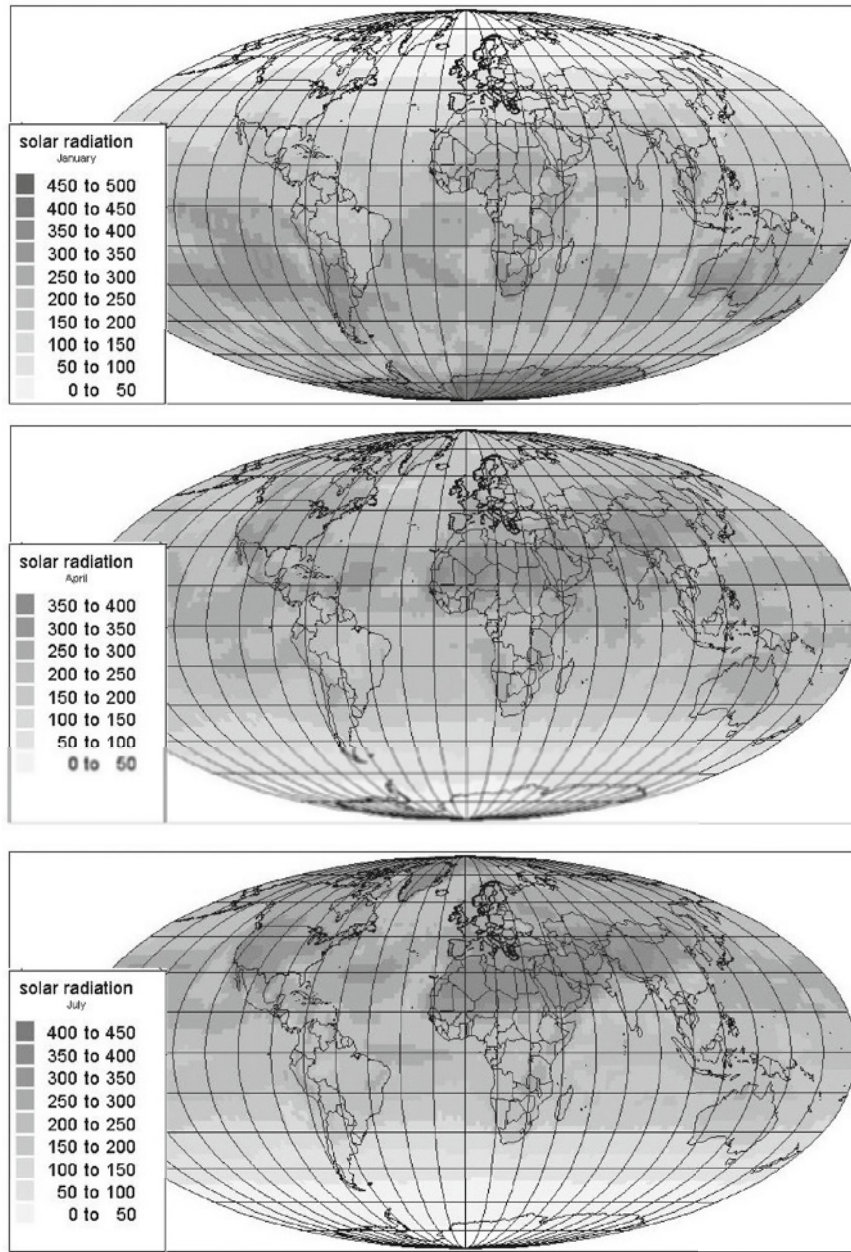 solar radiation
January
450 to 500
400 to 450
350 to 400
300 to 350
250 to 300
200 to 250
150 to 200
100 to 150
50 to 100
0 to 50
solar radiation
April
350 to 400
300 to 350
250 to 300
200 to 250
150 to 200
100 to 150
50 to 100
0 to 50
solar radiation
July
400 to 450
350 to 400
300 to 350
250 to 300
200 to 250
150 to 200
100 to 150
50 to 100
0 to 50